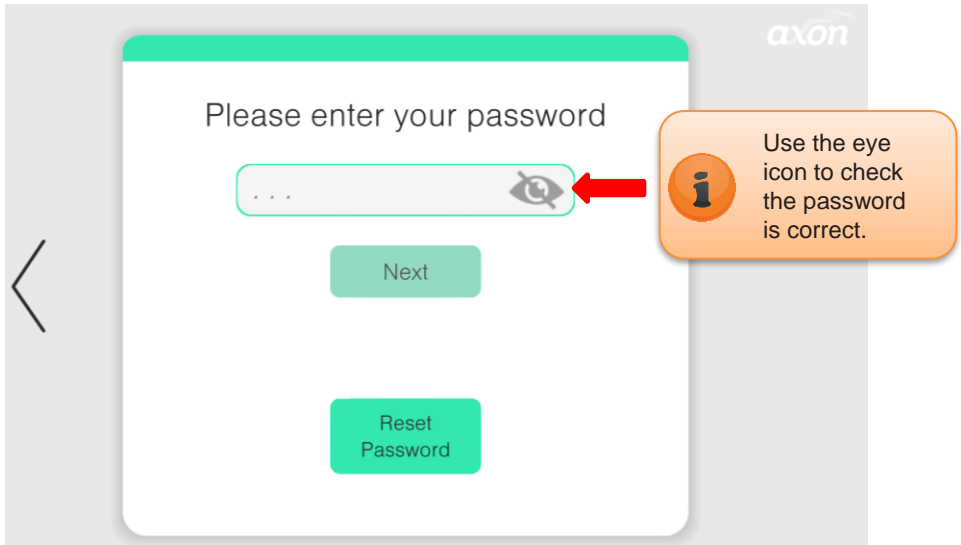 axon
Please enter your password
. . .
Use the eye
icon to check
the password
is correct.
Next
Reset
Password